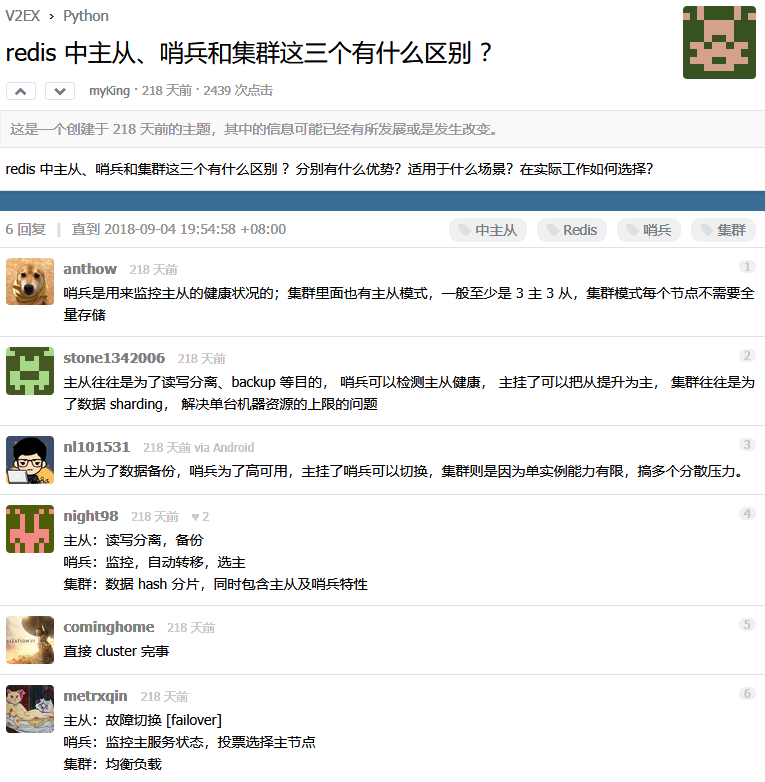 V2EX › Python
redis 中主从、哨兵和集群这三个有什么区别 ?
myKing · 218 天前 · 2439 次点击
这是一个创建于 218 天前的主题，其中的信息可能已经有所发展或是发生改变。
redis 中主从、哨兵和集群这三个有什么区别 ? 分别有什么优势？适用于什么场景？在实际工作如何选择？
6 回复 | 直到 2018-09-04 19:54:58 +08:00
中主从 Redis 哨兵 集群
anthow 218 天前 1
哨兵是用来监控主从的健康状况的；集群里面也有主从模式，一般至少是 3 主 3 从，集群模式每个节点不需要全
量存储
stone1342006 218 天前 2
主从往往是为了读写分离、backup 等目的， 哨兵可以检测主从健康， 主挂了可以把从提升为主， 集群往往是为
了数据 sharding， 解决单台机器资源的上限的问题
nl101531 218 天前 via Android 3
主从为了数据备份，哨兵为了高可用，主挂了哨兵可以切换，集群则是因为单实例能力有限，搞多个分散压力。
night98 218 天前 ♥ 2 4
主从：读写分离，备份
哨兵：监控，自动转移，选主
集群：数据 hash 分片，同时包含主从及哨兵特性
cominghome 218 天前 5
直接 cluster 完事
metrxqin 218 天前 6
主从：故障切换 [failover]
哨兵：监控主服务状态，投票选择主节点
集群：均衡负载